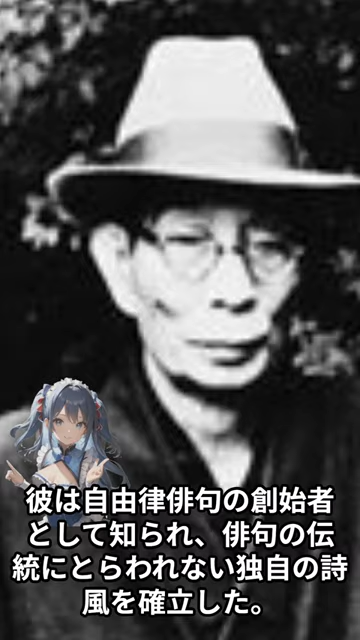 彼は自由律俳句の創始者
として知られ、俳句の伝
統にとらわれない独自の詩
風を確立した。